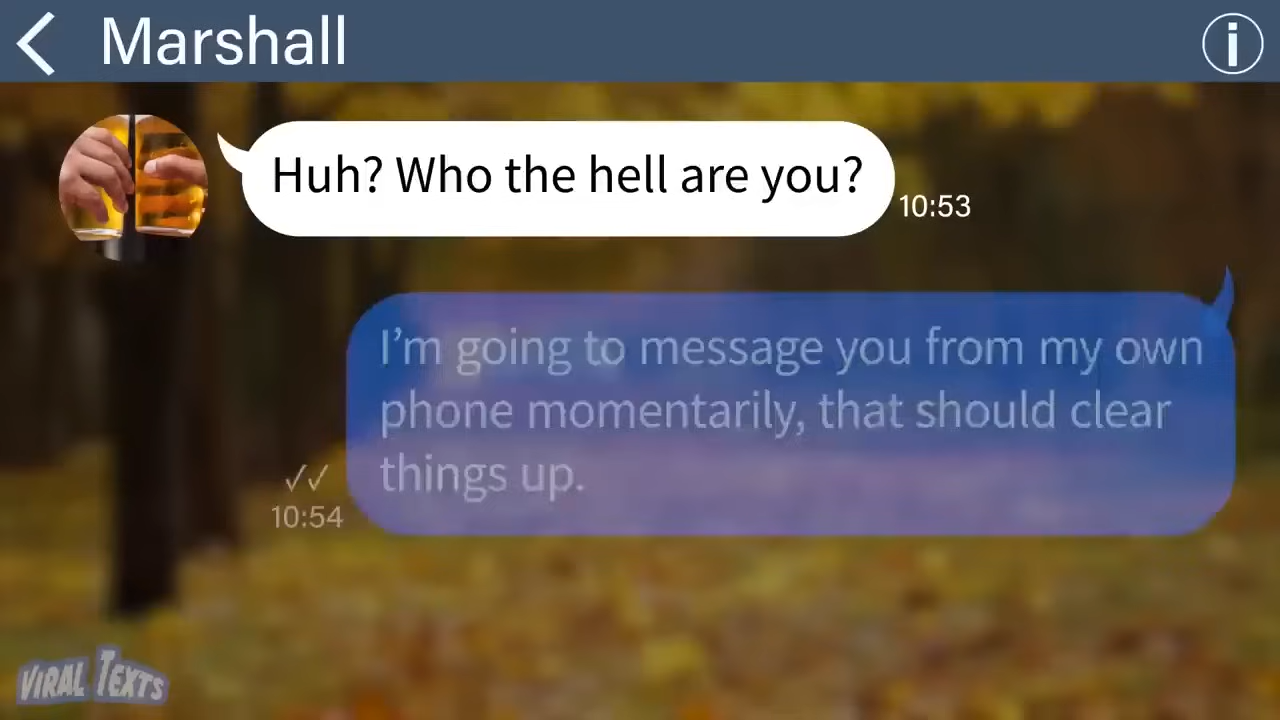 Marshall
i
Huh? Who the hell are you?
10:53
I'm going to message you from my own
phone momentarily, that should clear
things up.
10:54
VIRAL TEXTS